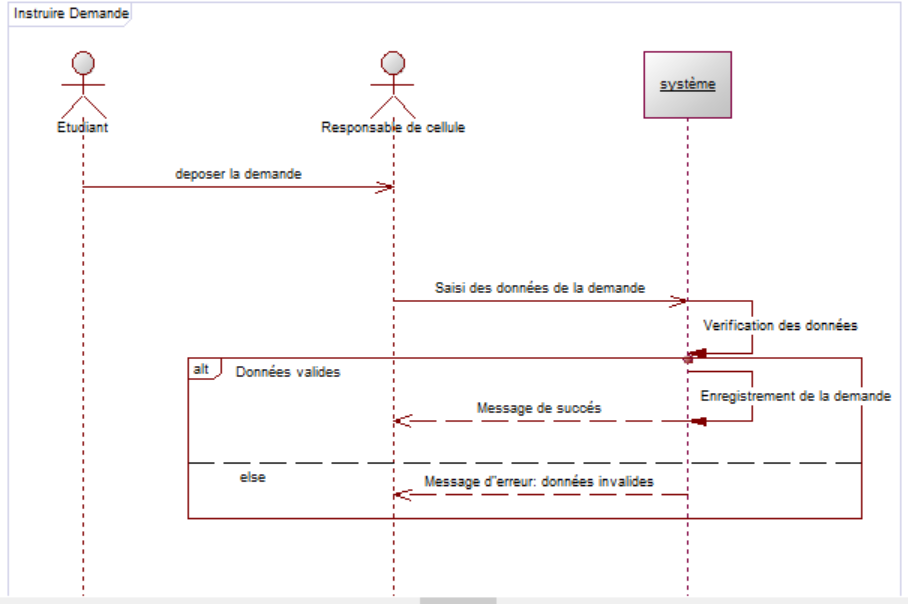 Instruire Demande
Etudiant
Responsable de cellule
système
deposer la demande
Saisi des données de la demande
Verification des données
alt
Données valides
Enregistrement de la demande
Message de succés
else
Message d"erreur: données invalides